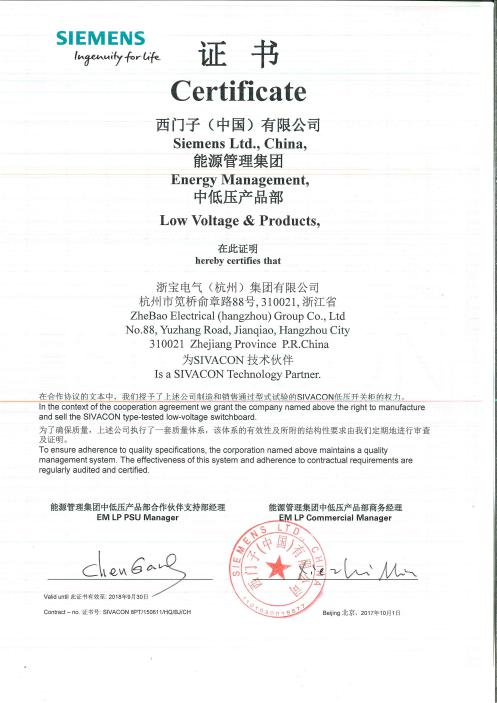 SIEMENS
Ingenuity for life
证 书
Certificate
西门子（中国）有限公司
Siemens Ltd., China,
能源管理集团
Energy Management,
中低压产品部
Low Voltage & Products,
在此证明
hereby certifies that
浙宝电气（杭州）集团有限公司
杭州市笕桥俞章路88号, 310021, 浙江省
ZheBao Electrical (hangzhou) Group Co., Ltd
No.88, Yuzhang Road, Jianqiao, Hangzhou City
310021 Zhejiang Province P.R.China
为SIVACON 技术伙伴
Is a SIVACON Technology Partner.
在合作协议的文本中，我们授予了上述公司制造和销售通过型式试验的SIVACON低压开关柜的权力。
In the context of the cooperation agreement we grant the company named above the right to manufacture
and sell the SIVACON type-tested low-voltage switchboard.
为了确保质量，上述公司执行了一套质量体系，该体系的有效性及所附的结构性要求由我们定期地进行审查
及证明。
To ensure adherence to quality specifications, the corporation named above maintains a quality
management system. The effectiveness of this system and adherence to contractual requirements are
regularly audited and certified.
能源管理集团中低压产品部合作伙伴支持部经理
EM LP PSU Manager
能源管理集团中低压产品部商务经理
EM LP Commercial Manager
SIEMENS LTD., CHINA
西门子(中国)有限公司
Chen Gang
Xie zhi Min
Valid until 此证书有效至: 2018年9月30日
Contract – no. 证书号: SIVACON 8PT/150611/HQ/BJ/CH
Beijing 北京，2017年10月1日